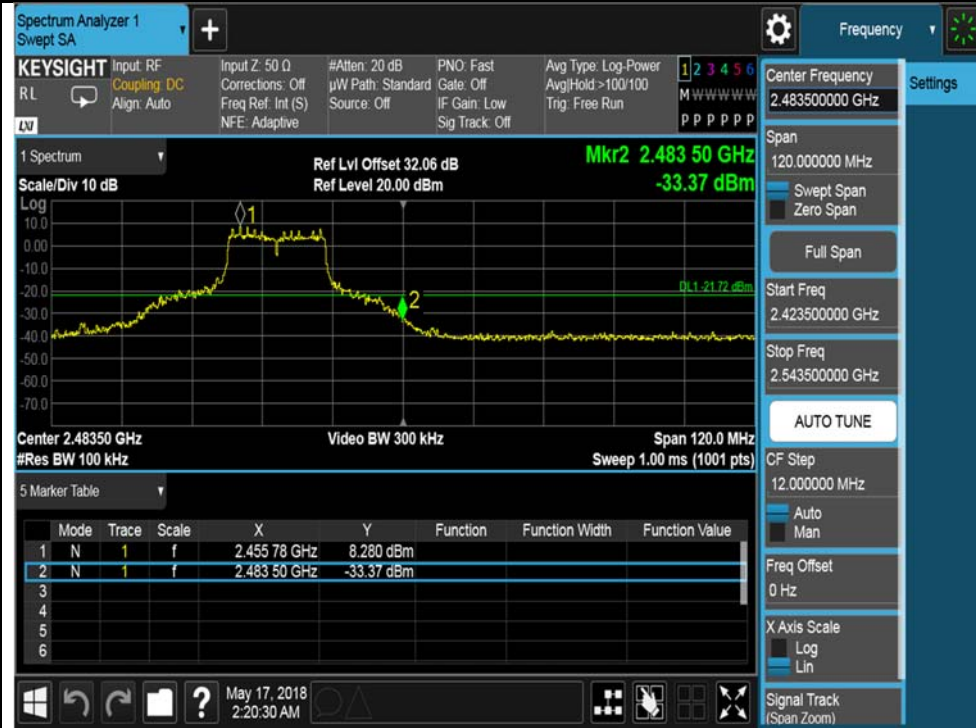 Spectrum Analyzer 1
Swept SA
+
Frequency
KEYSIGHT
RL
LXI
Input: RF
Coupling: DC
Align: Auto
Input Z: 50 Ω
Corrections: Off
Freq Ref: Int (S)
NFE: Adaptive
#Atten: 20 dB
µW Path: Standard
Source: Off
PNO: Fast
Gate: Off
IF Gain: Low
Sig Track: Off
Avg Type: Log-Power
Avg|Hold:>100/100
Trig: Free Run
1 2 3 4 5 6
M W W W W W
P P P P P P
Center Frequency
2.483500000 GHz
Settings
Span
120.000000 MHz
Swept Span
Zero Span
Full Span
Start Freq
2.423500000 GHz
Stop Freq
2.543500000 GHz
AUTO TUNE
CF Step
12.000000 MHz
Auto
Man
Freq Offset
0 Hz
X Axis Scale
Log
Lin
Signal Track
(Span Zoom)
1 Spectrum
Scale/Div 10 dB
Ref Lvl Offset 32.06 dB
Ref Level 20.00 dBm
Mkr2 2.483 50 GHz
-33.37 dBm
Log
10.0
0.00
-10.0
-20.0
-30.0
-40.0
-50.0
-60.0
-70.0
1
2
DL1 -21.72 dBm
Center 2.48350 GHz
#Res BW 100 kHz
Video BW 300 kHz
Span 120.0 MHz
Sweep 1.00 ms (1001 pts)
5 Marker Table
Mode Trace Scale X Y Function Function Width Function Value
1 N 1 f 2.455 78 GHz 8.280 dBm
2 N 1 f 2.483 50 GHz -33.37 dBm
3
4
5
6
?
May 17, 2018
2:20:30 AM